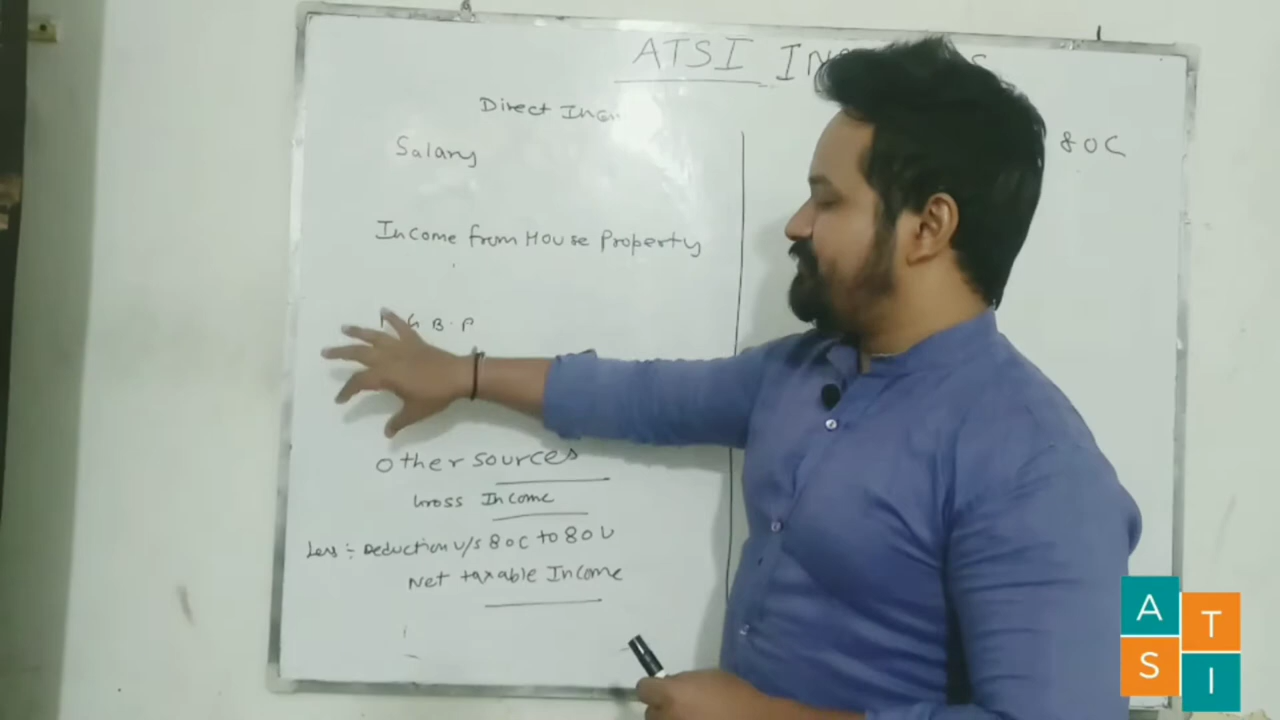 ATSI
Direct
80C
Salary
Income from House Property
B. P
Other sources
Gross Income
Less :- Deduction U/S 80C to 80U
Net taxable Income
A T
S I